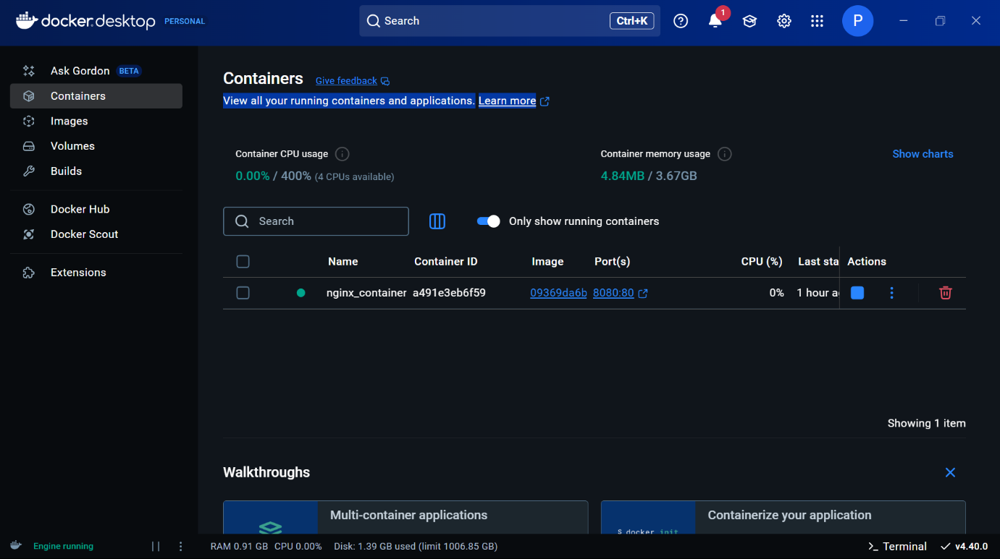 docker. desktop PERSONAL Search Ctrl+K 1 P
Ask Gordon BETA
Containers
Images
Volumes
Builds
Docker Hub
Docker Scout
Extensions
Containers Give feedback
View all your running containers and applications. Learn more
Container CPU usage
0.00% / 400% (4 CPUs available)
Container memory usage
4.84MB / 3.67GB
Show charts
Search Only show running containers
Name Container ID Image Port(s) CPU (%) Last sta Actions
nginx_container a491e3eb6f59 09369da6b 8080:80 0% 1 hour a
Showing 1 item
Walkthroughs
Multi-container applications
Containerize your application
$ docker init
Engine running RAM 0.91 GB CPU 0.00% Disk: 1.39 GB used (limit 1006.85 GB) >_ Terminal v4.40.0